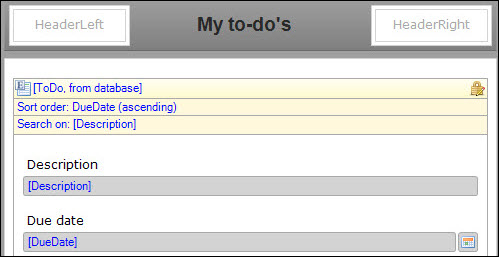 HeaderLeft My to-do's HeaderRight
[ToDo, from database]
Sort order: DueDate (ascending)
Search on: [Description]
Description
[Description]
Due date
[DueDate]